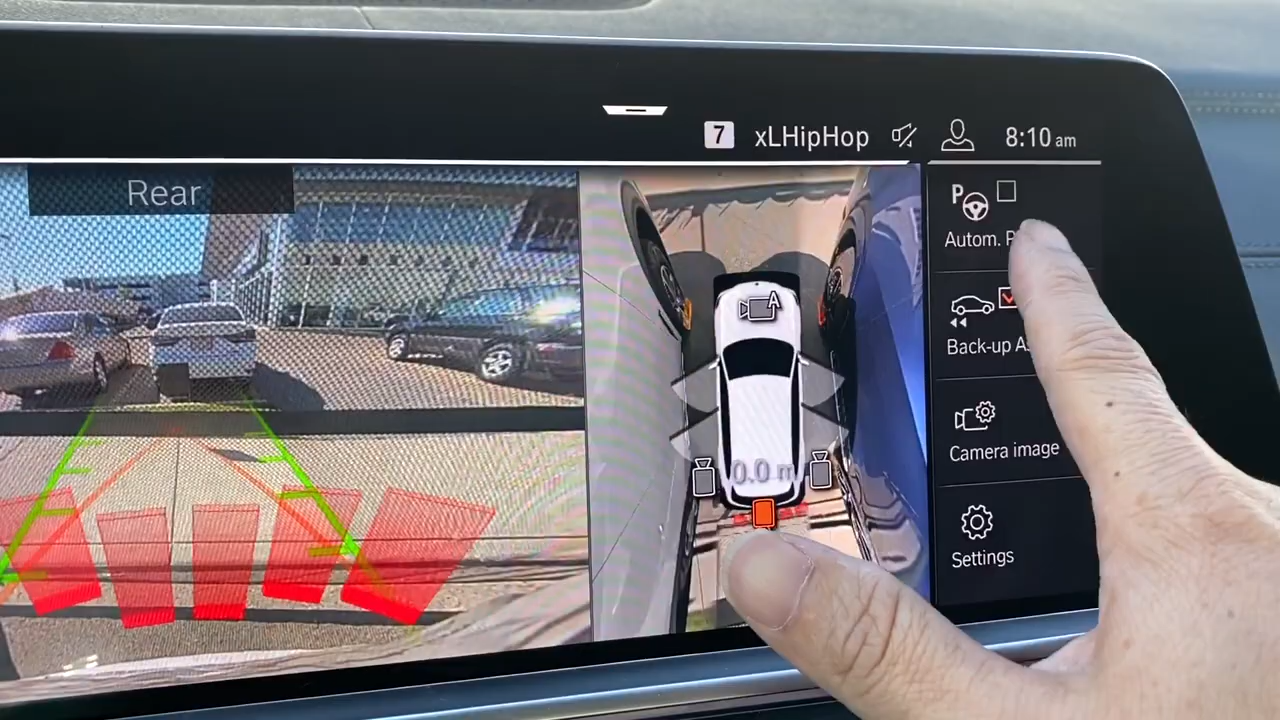 7 xLHipHop 8:10 am
Rear
P
Autom.
A
Back-up
Camera image
0.0 m
Settings